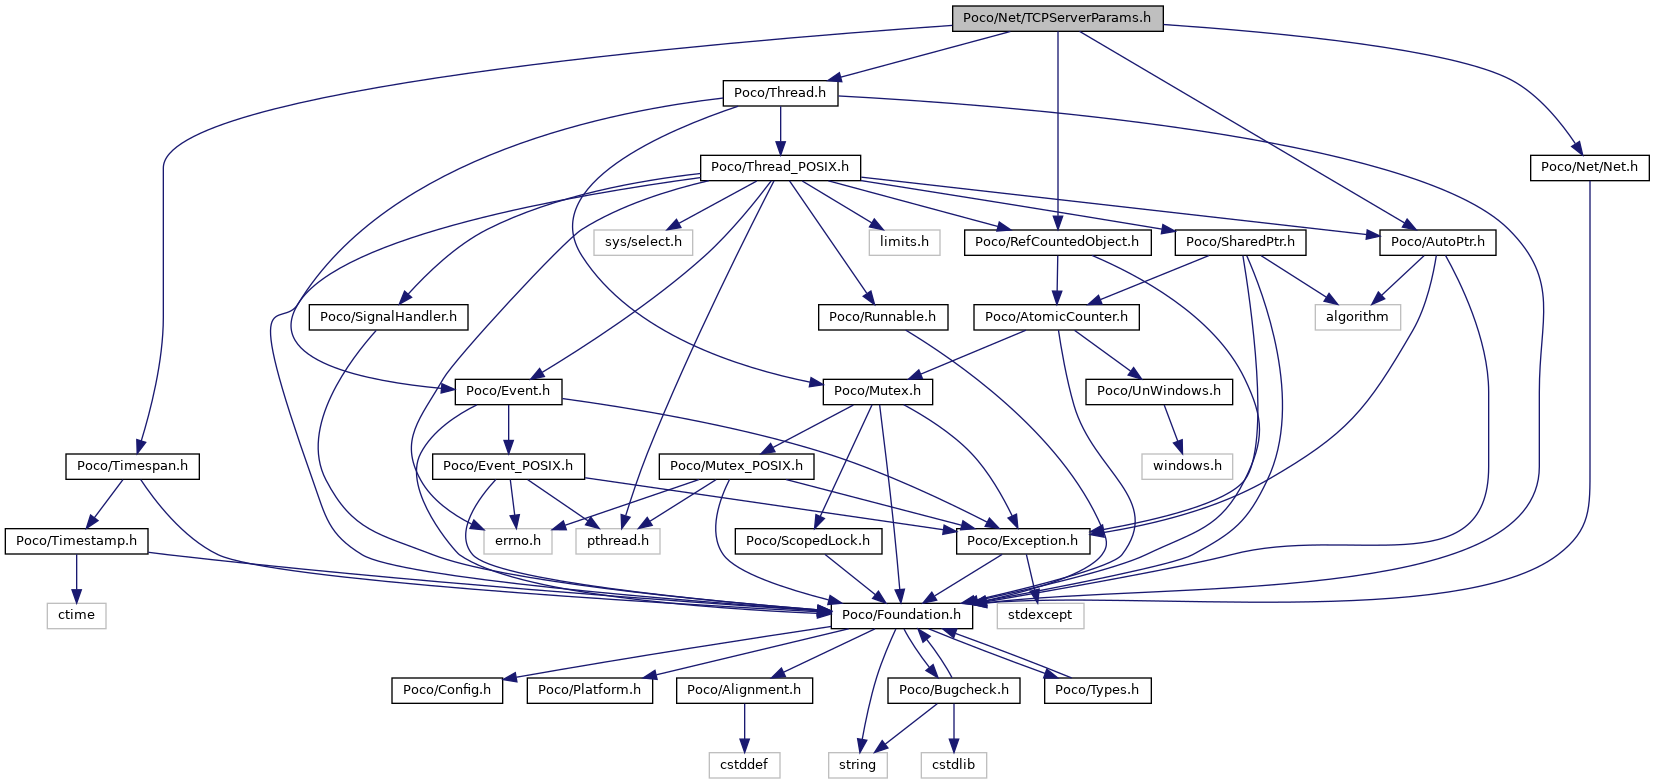 Poco/Net/TCPServerParams.h
Poco/Thread.h
Poco/Thread_POSIX.h
Poco/Net/Net.h
sys/select.h
limits.h
Poco/RefCountedObject.h
Poco/SharedPtr.h
Poco/AutoPtr.h
Poco/SignalHandler.h
Poco/Runnable.h
Poco/AtomicCounter.h
algorithm
Poco/Event.h
Poco/Mutex.h
Poco/UnWindows.h
Poco/Timespan.h
Poco/Event_POSIX.h
Poco/Mutex_POSIX.h
windows.h
Poco/Timestamp.h
errno.h
pthread.h
Poco/ScopedLock.h
Poco/Exception.h
ctime
Poco/Foundation.h
stdexcept
Poco/Config.h
Poco/Platform.h
Poco/Alignment.h
Poco/Bugcheck.h
Poco/Types.h
cstddef
string
cstdlib